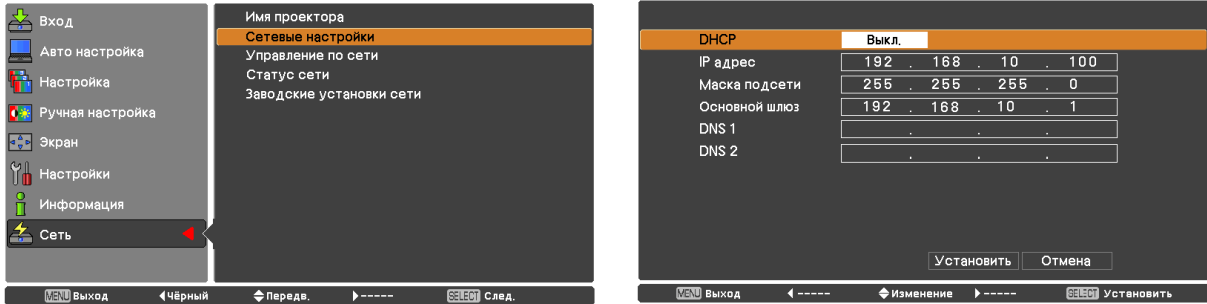 Вход
Авто настройка
Настройка
Ручная настройка
Экран
Настройки
Информация
Сеть
Имя проектора
Сетевые настройки
Управление по сети
Статус сети
Заводские установки сети
MENU Выход ◀Чёрный Передв. ▶----- SELECT След.
DHCP Выкл.
IP адрес 192 . 168 . 10 . 100
Маска подсети 255 . 255 . 255 . 0
Основной шлюз 192 . 168 . 10 . 1
DNS 1 . . .
DNS 2 . . .
Установить Отмена
MENU Выход ◀ ----- Изменение ▶ ----- SELECT Установить